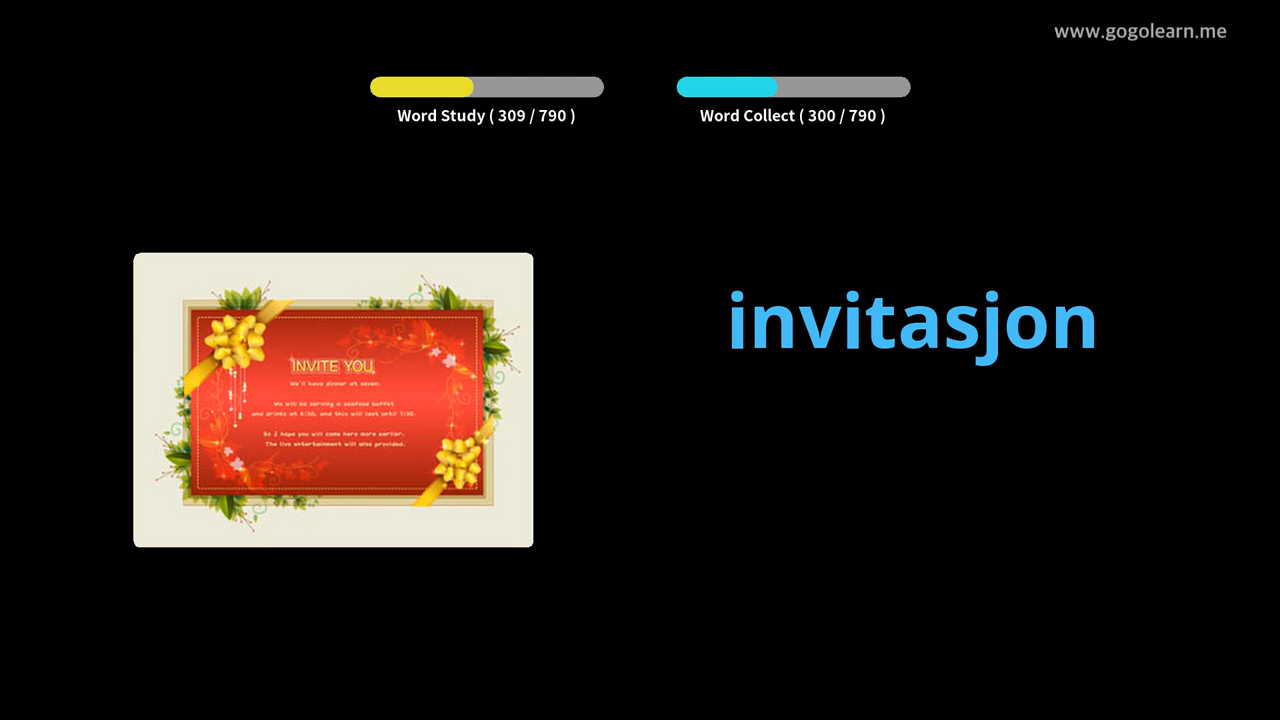 www.gogolearn.me
Word Study ( 309 / 790 )
Word Collect ( 300 / 790 )
INVITE YOU
We'll have dinner at seven.
We will be serving a seafood buffet
and drinks at 6:30, and this will last until 7:30.
So I hope you will come here more earlier.
The live entertainment will also provided.
invitasjon